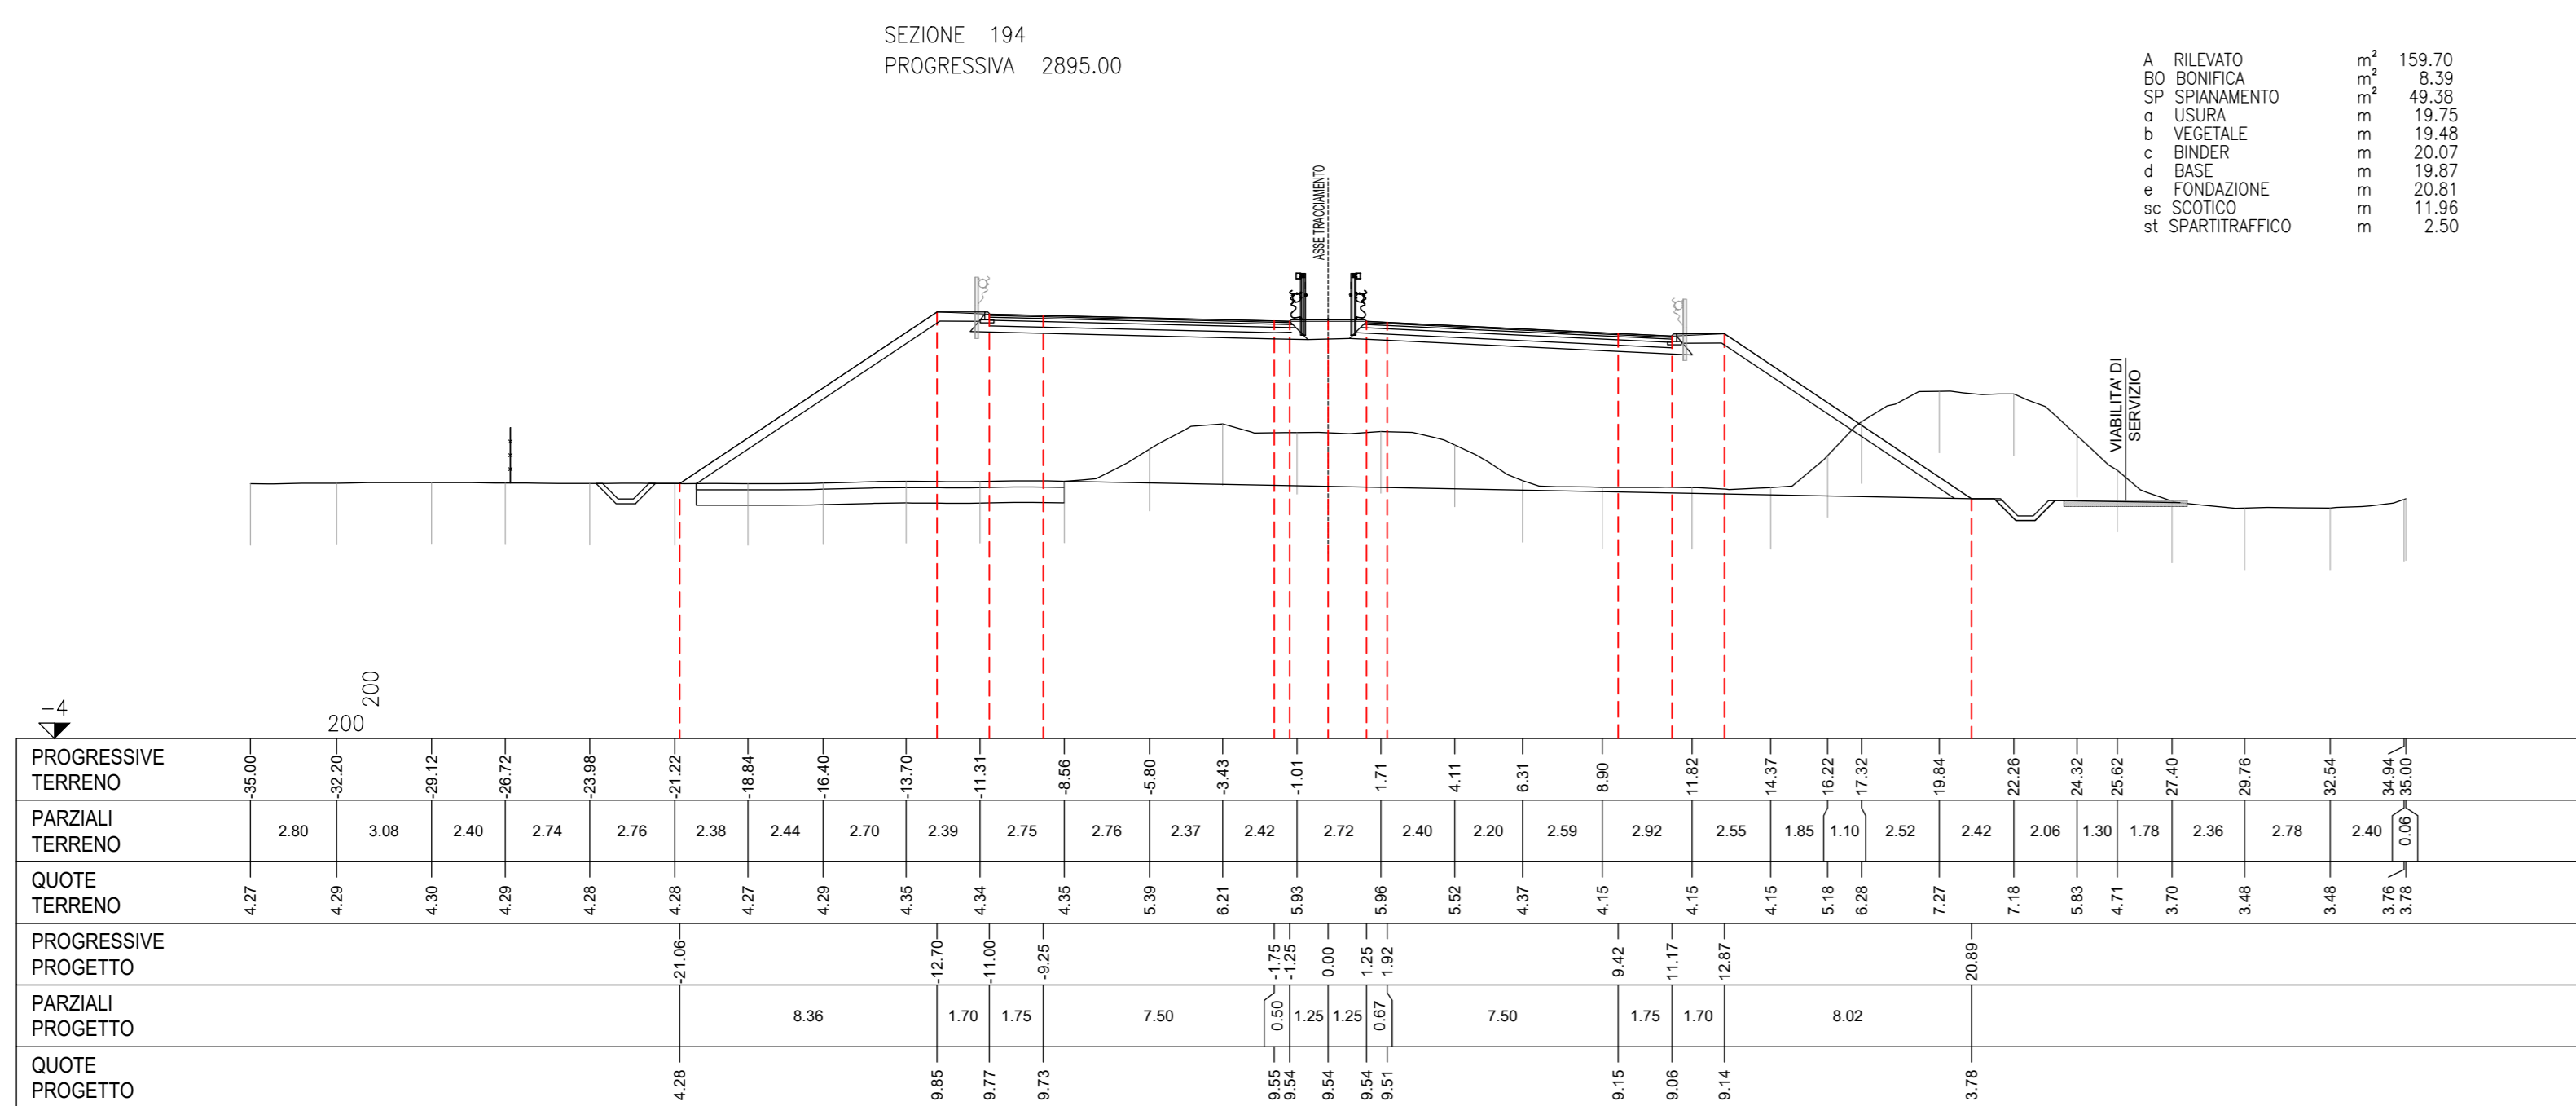 SEZIONE 194
PROGRESSIVA 2895.00
A RILEVATO m² 159.70
BO BONIFICA m² 8.39
SP SPIANAMENTO m² 49.38
a USURA m 19.75
b VEGETALE m 19.48
c BINDER m 20.07
d BASE m 19.87
e FONDAZIONE m 20.81
sc SCOTICO m 11.96
st SPARTITRAFFICO m 2.50
ASSE TRACCIAMENTO
VIABILITA' DI
SERVIZIO
-4
200
200
PROGRESSIVE
TERRENO
-35.00 -32.20 -29.12 -26.72 -23.98 -21.22 -18.84 -16.40 -13.70 -11.31 -8.56 -5.80 -3.43 -1.01 1.71 4.11 6.31 8.90 11.82 14.37 16.22 17.32 19.84 22.26 24.32 25.62 27.40 29.76 32.54 34.94 35.00
PARZIALI
TERRENO
2.80 3.08 2.40 2.74 2.76 2.38 2.44 2.70 2.39 2.75 2.76 2.37 2.42 2.72 2.40 2.20 2.59 2.92 2.55 1.85 1.10 2.52 2.42 2.06 1.30 1.78 2.36 2.78 2.40 0.06
QUOTE
TERRENO
4.27 4.29 4.30 4.29 4.28 4.28 4.27 4.29 4.35 4.34 4.35 5.39 6.21 5.93 5.96 5.52 4.37 4.15 4.15 4.15 5.18 6.28 7.27 7.18 5.83 4.71 3.70 3.48 3.48 3.76 3.78
PROGRESSIVE
PROGETTO
-21.06 -12.70 -11.00 -9.25 -1.75 -1.25 0.00 1.25 1.92 9.42 11.17 12.87 20.89
PARZIALI
PROGETTO
8.36 1.70 1.75 7.50 0.50 1.25 1.25 0.67 7.50 1.75 1.70 8.02
QUOTE
PROGETTO
4.28 9.85 9.77 9.73 9.55 9.54 9.54 9.54 9.51 9.15 9.06 9.14 3.78